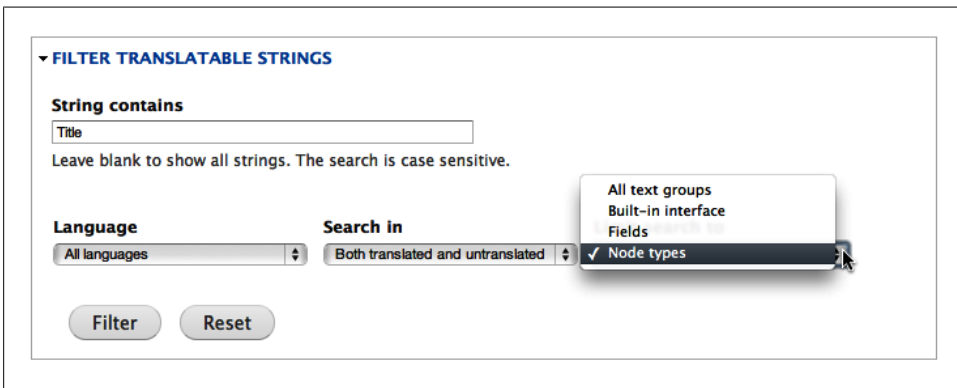 FILTER TRANSLATABLE STRINGS
String contains
Title
Leave blank to show all strings. The search is case sensitive.
Language
Search in
All languages
Both translated and untranslated
All text groups
Built-in interface
Fields
✓ Node types
Filter
Reset